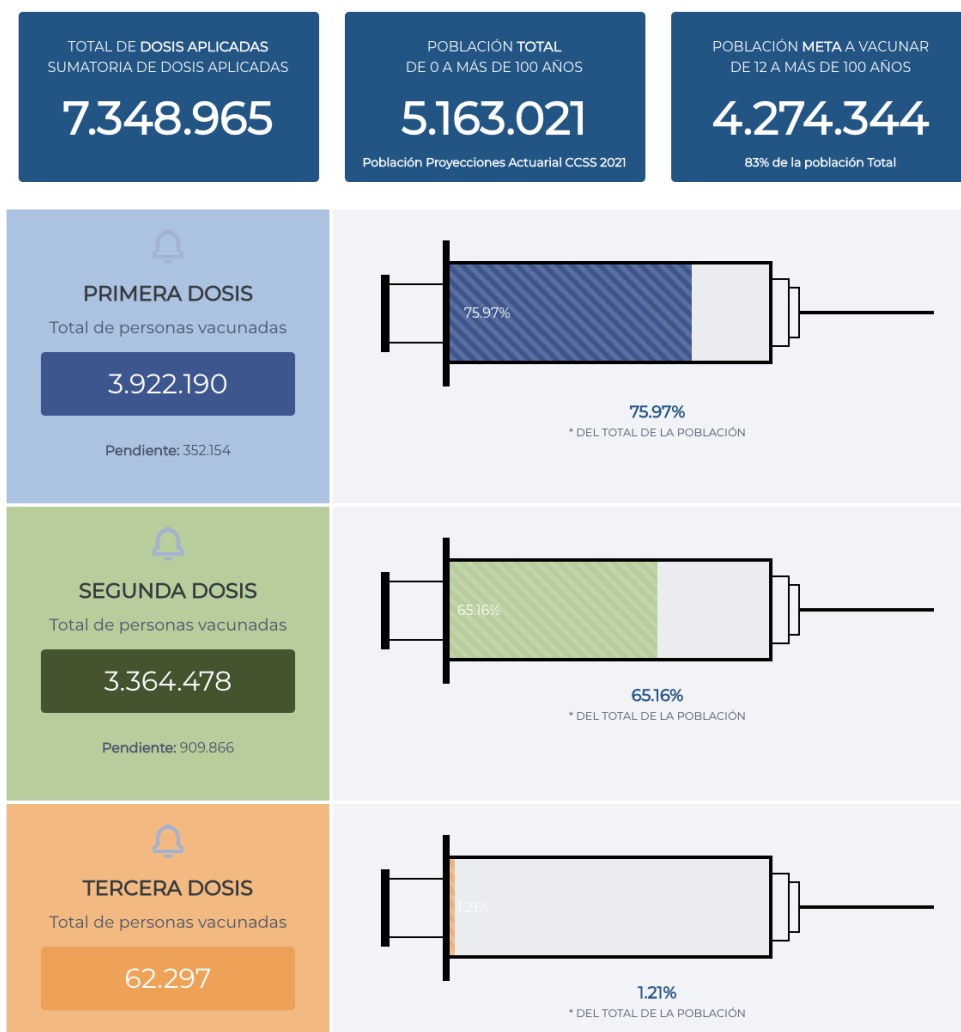 TOTAL DE DOSIS APLICADAS
SUMATORIA DE DOSIS APLICADAS
7.348.965
POBLACIÓN TOTAL
DE 0 A MÁS DE 100 AÑOS
5.163.021
Población Proyecciones Actuarial CCSS 2021
POBLACIÓN META A VACUNAR
DE 12 A MÁS DE 100 AÑOS
4.274.344
83% de la población Total
PRIMERA DOSIS
Total de personas vacunadas
3.922.190
Pendiente: 352.154
75.97%
75.97%
* DEL TOTAL DE LA POBLACIÓN
SEGUNDA DOSIS
Total de personas vacunadas
3.364.478
Pendiente: 909.866
65.16%
65.16%
* DEL TOTAL DE LA POBLACIÓN
TERCERA DOSIS
Total de personas vacunadas
62.297
1.21%
1.21%
* DEL TOTAL DE LA POBLACIÓN